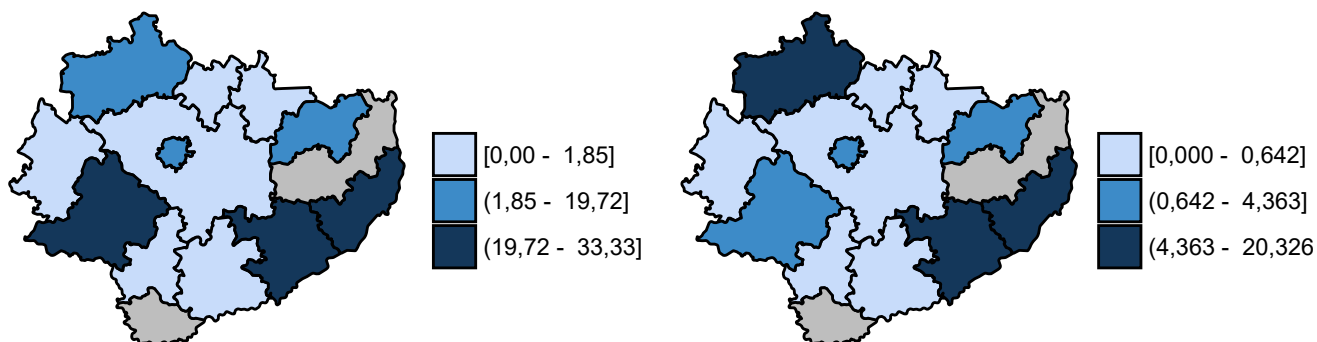 [0,00 - 1,85]
(1,85 - 19,72]
(19,72 - 33,33]
[0,000 - 0,642]
(0,642 - 4,363]
(4,363 - 20,326